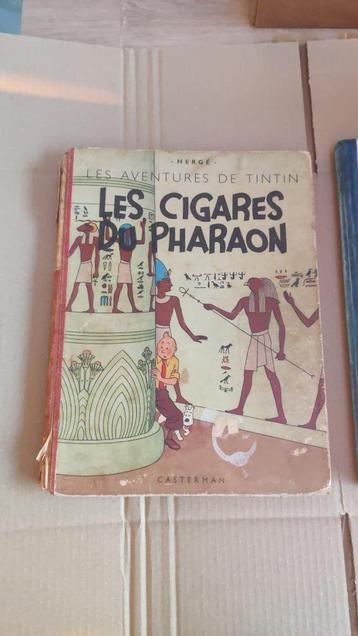 - HERGÉ -
LES AVENTURES DE TINTIN
LES CIGARES
DU PHARAON
CASTERMAN